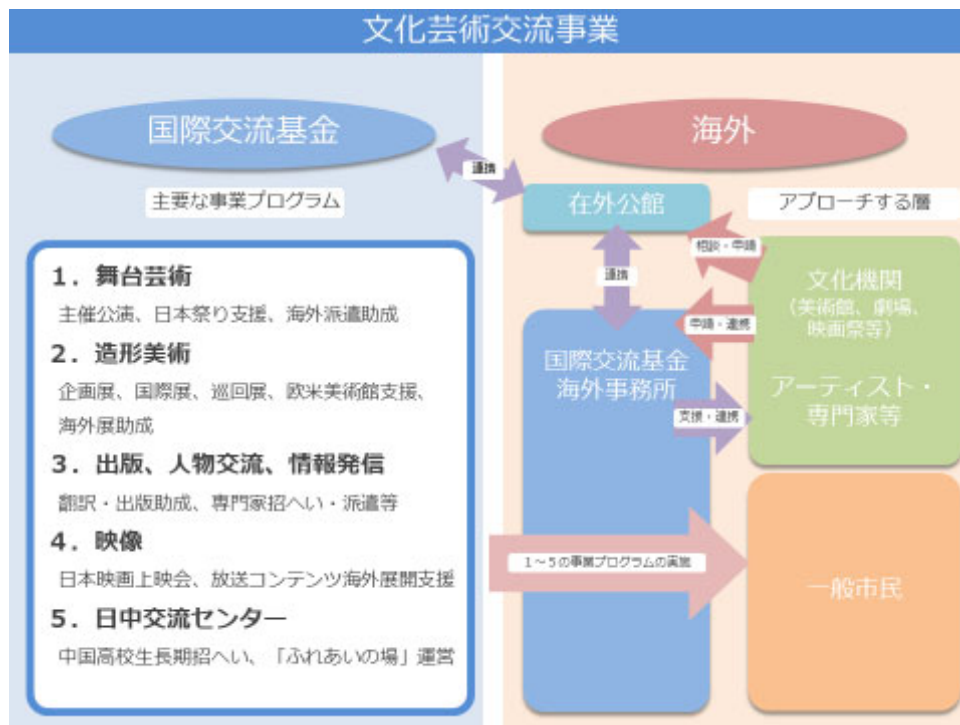 文化芸術交流事業
国際交流基金
主要な事業プログラム
1．舞台芸術
主催公演、日本祭り支援、海外派遣助成
2．造形美術
企画展、国際展、巡回展、欧米美術館支援、
海外展助成
3．出版、人物交流、情報発信
翻訳・出版助成、専門家招へい・派遣等
4．映像
日本映画上映会、放送コンテンツ海外展開支援
5．日中交流センター
中国高校生長期招へい、「ふれあいの場」運営
連携
海外
在外公館
アプローチする層
相談・申請
連携
文化機関
（美術館、劇場、
映画祭等）
申請・連携
国際交流基金
海外事務所
アーティスト・
専門家等
支援・連携
1～5の事業プログラムの実施
一般市民